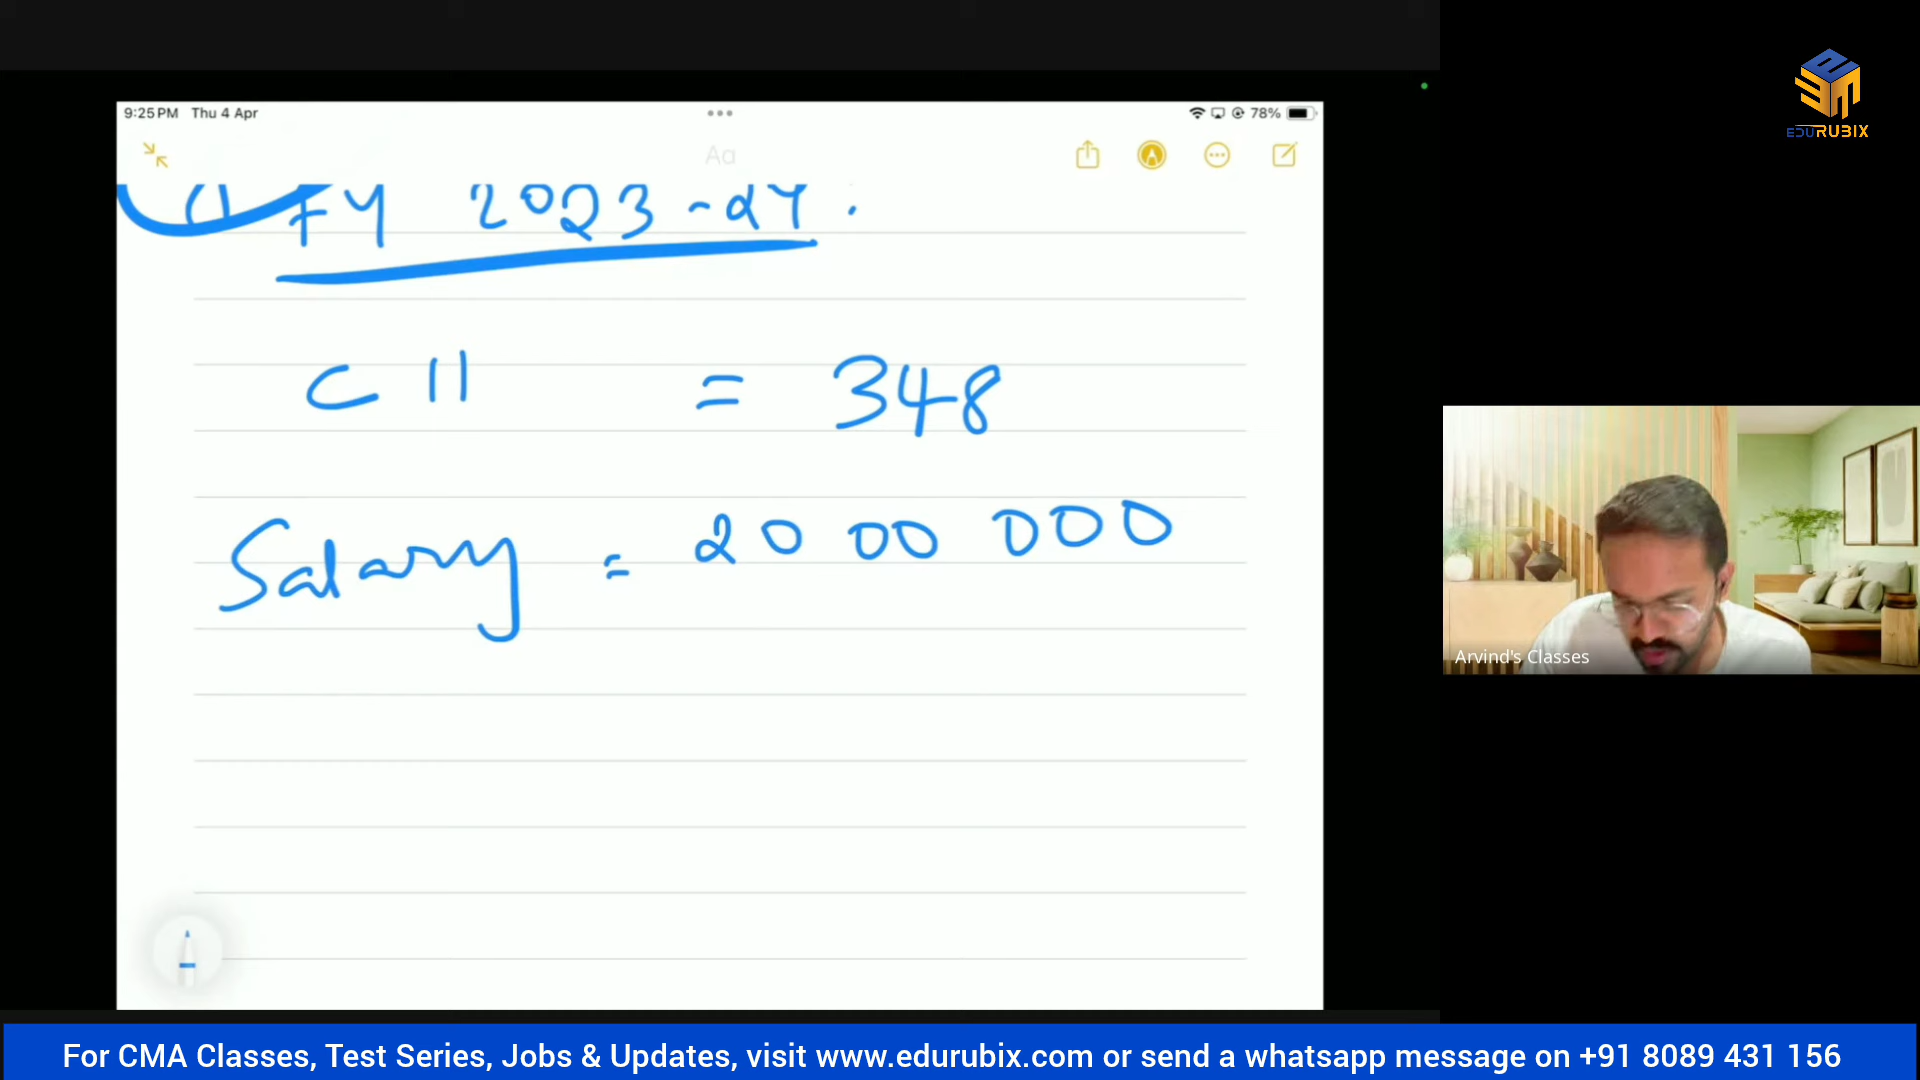 9:25 PM Thu 4 Apr
78%
Aa
FY 2023-24.
CII = 348
Salary = 20 00 000
EDURUBIX
Arvind's Classes
For CMA Classes, Test Series, Jobs & Updates, visit www.edurubix.com or send a whatsapp message on +91 8089 431 156